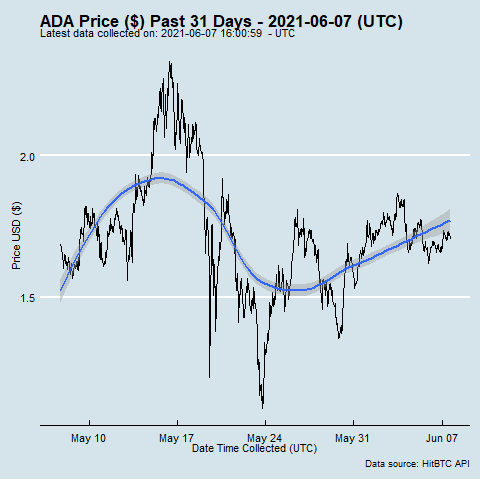 ADA Price ($) Past 31 Days - 2021-06-07 (UTC)
Latest data collected on: 2021-06-07 16:00:59 - UTC
2.0
Price USD ($)
1.5
May 10 May 17 May 24 May 31 Jun 07
Date Time Collected (UTC)
Data source: HitBTC API